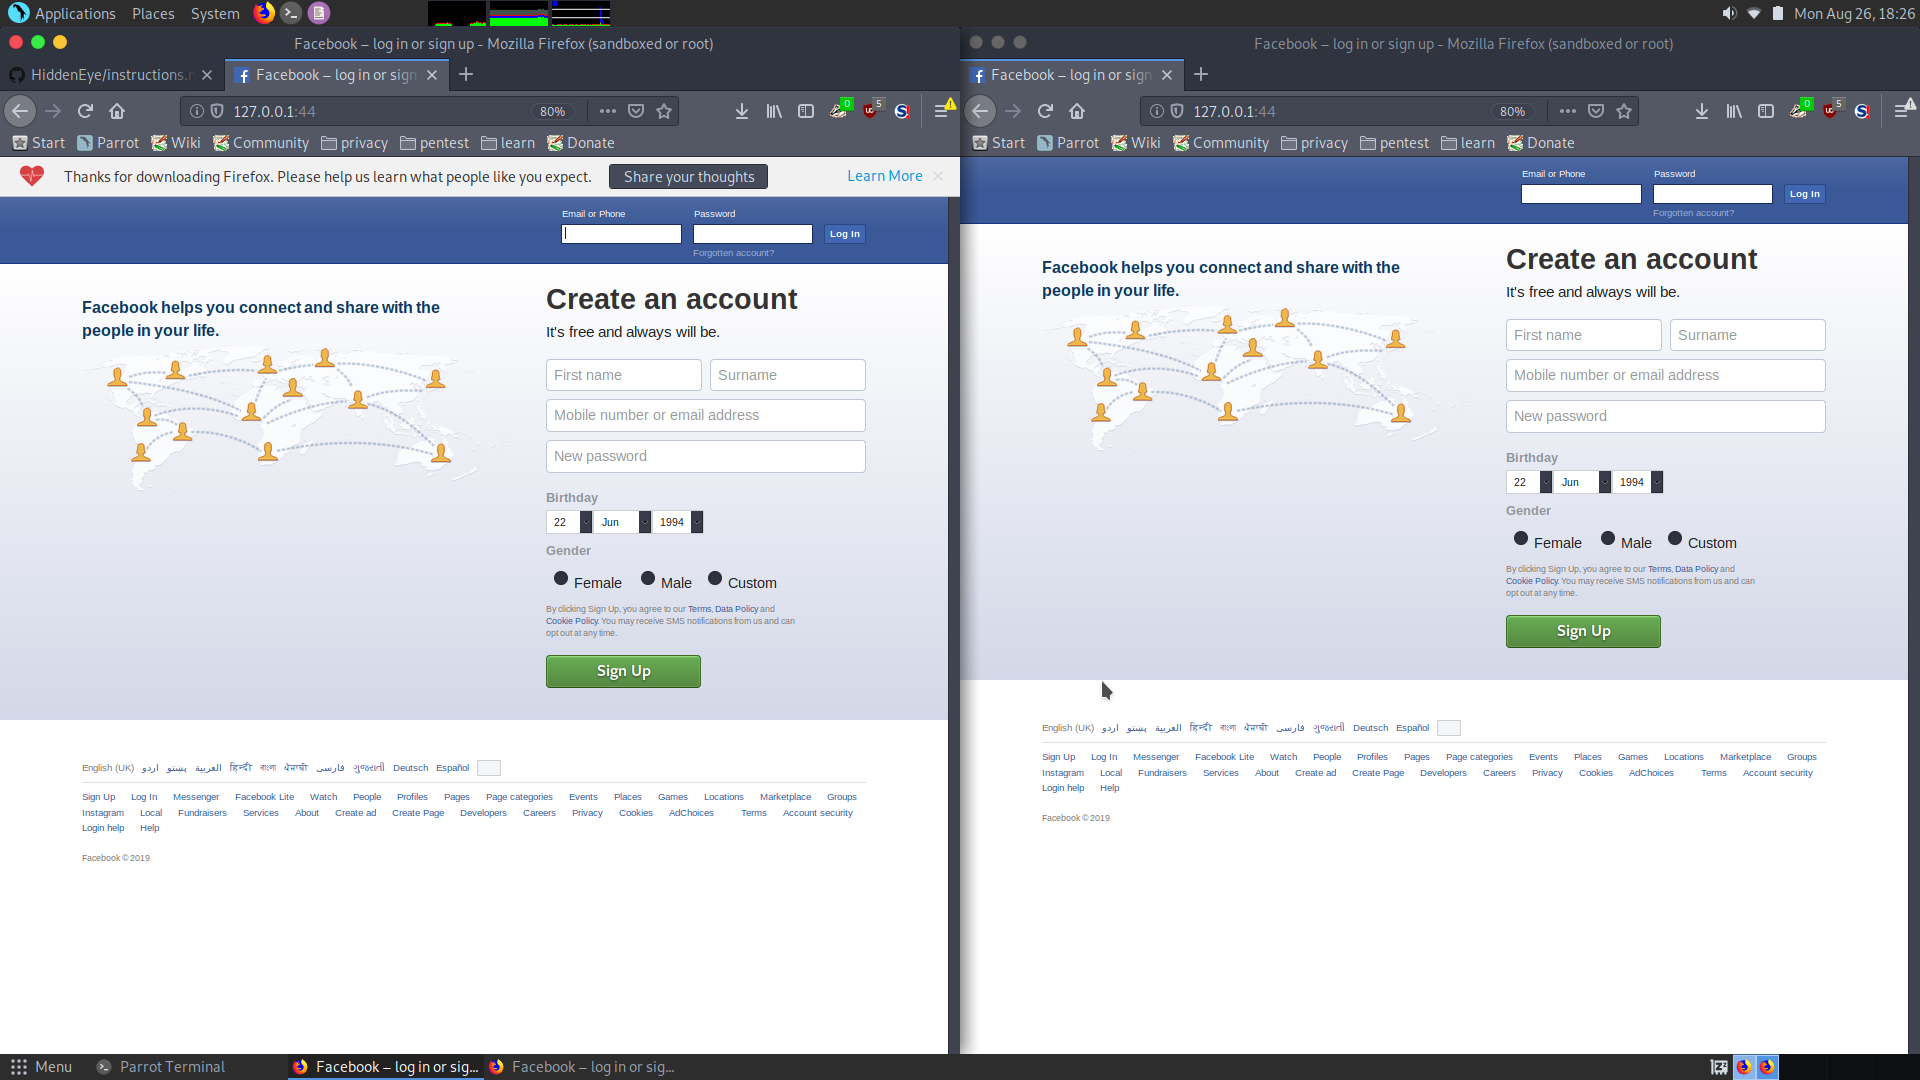 Applications Places System
Mon Aug 26, 18:26
Facebook – log in or sign up - Mozilla Firefox (sandboxed or root)
HiddenEye/instructions.
Facebook – log in or sign
127.0.0.1:44
80%
0
5
Start Parrot Wiki Community privacy pentest learn Donate
Thanks for downloading Firefox. Please help us learn what people like you expect. Share your thoughts Learn More
Email or Phone Password
Log In
Forgotten account?
Facebook helps you connect and share with the
people in your life.
Create an account
It's free and always will be.
First name Surname
Mobile number or email address
New password
Birthday
22 Jun 1994
Gender
Female Male Custom
By clicking Sign Up, you agree to our Terms, Data Policy and
Cookie Policy. You may receive SMS notifications from us and can
opt out at any time.
Sign Up
English (UK) اردو پښتو العربية हिन्दी বাংলা ਪੰਜਾਬੀ فارسی ગુજરાતી Deutsch Español
Sign Up Log In Messenger Facebook Lite Watch People Profiles Pages Page categories Events Places Games Locations Marketplace Groups
Instagram Local Fundraisers Services About Create ad Create Page Developers Careers Privacy Cookies AdChoices Terms Account security
Login help Help
Facebook © 2019
Facebook – log in or sign up - Mozilla Firefox (sandboxed or root)
Facebook – log in or sign
127.0.0.1:44
80%
0
5
Start Parrot Wiki Community privacy pentest learn Donate
Email or Phone Password
Log In
Forgotten account?
Facebook helps you connect and share with the
people in your life.
Create an account
It's free and always will be.
First name Surname
Mobile number or email address
New password
Birthday
22 Jun 1994
Gender
Female Male Custom
By clicking Sign Up, you agree to our Terms, Data Policy and
Cookie Policy. You may receive SMS notifications from us and can
opt out at any time.
Sign Up
English (UK) اردو پښتو العربية हिन्दी বাংলা ਪੰਜਾਬੀ فارسی ગુજરાતી Deutsch Español
Sign Up Log In Messenger Facebook Lite Watch People Profiles Pages Page categories Events Places Games Locations Marketplace Groups
Instagram Local Fundraisers Services About Create ad Create Page Developers Careers Privacy Cookies AdChoices Terms Account security
Login help Help
Facebook © 2019
Menu Parrot Terminal Facebook – log in or sig... Facebook – log in or sig...